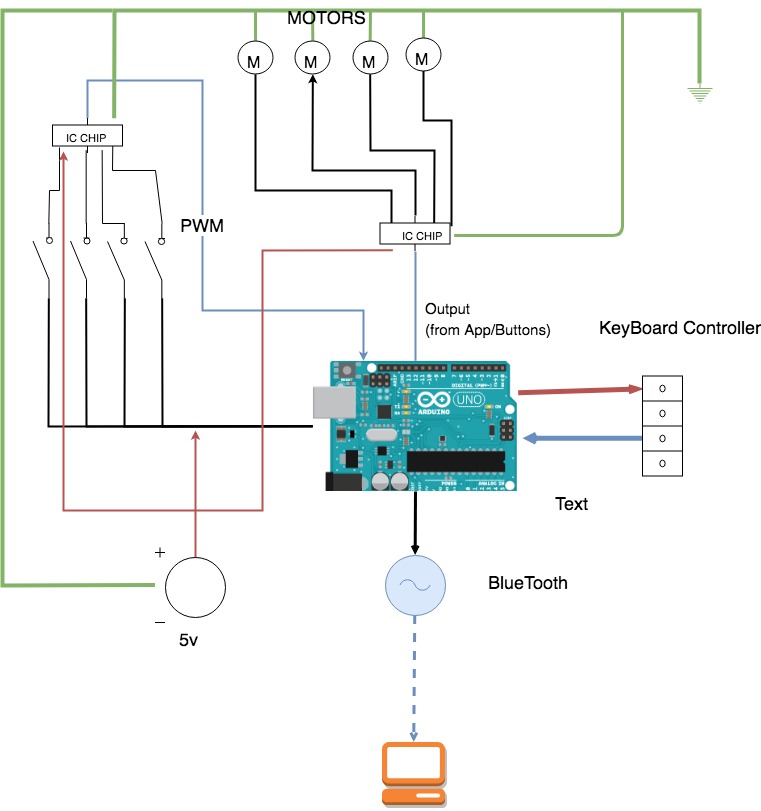 MOTORS
M
M
M
M
IC CHIP
PWM
IC CHIP
Output
(from App/Buttons)
KeyBoard Controller
DIGITAL (PWM~)
UNO
ON
ARDUINO
O
O
O
O
POWER
ANALOG IN
Text
+
BlueTooth
–
5v